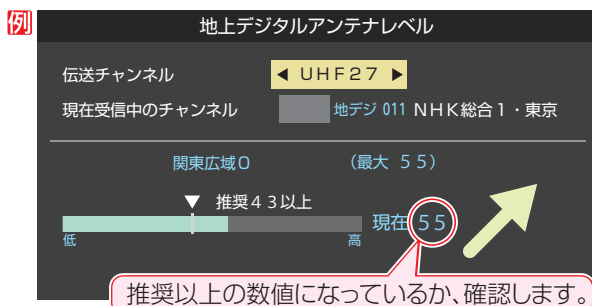 例
地上デジタルアンテナレベル
伝送チャンネル ◀ UHF27 ▶
現在受信中のチャンネル 地デジ 011 NHK総合1・東京
関東広域0 (最大 55)
▼ 推奨43以上
現在 55
低 高
推奨以上の数値になっているか、確認します。